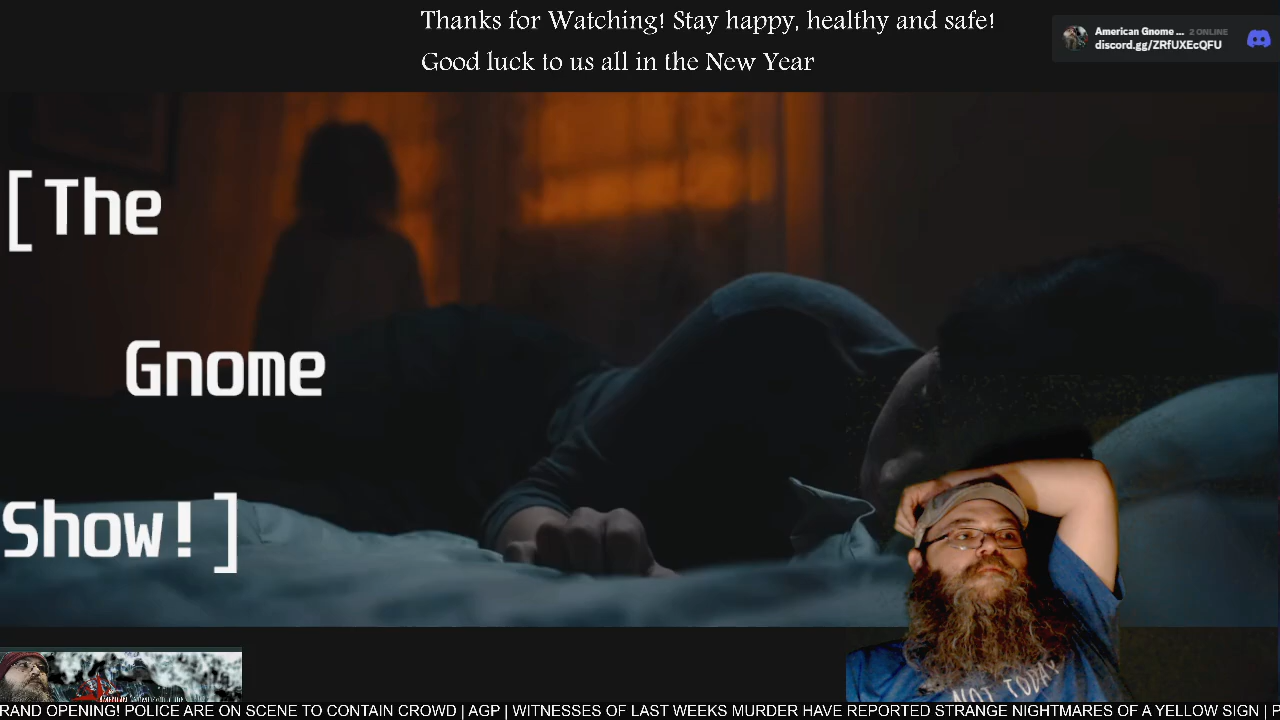 Thanks for Watching! Stay happy, healthy and safe!
Good luck to us all in the New Year
American Gnome ... 2 ONLINE
discord.gg/ZRfUXEcQFU
[ The
Gnome
Show! ]
NOT TODAY
RAND OPENING! POLICE ARE ON SCENE TO CONTAIN CROWD | AGP | WITNESSES OF LAST WEEKS MURDER HAVE REPORTED STRANGE NIGHTMARES OF A YELLOW SIGN |